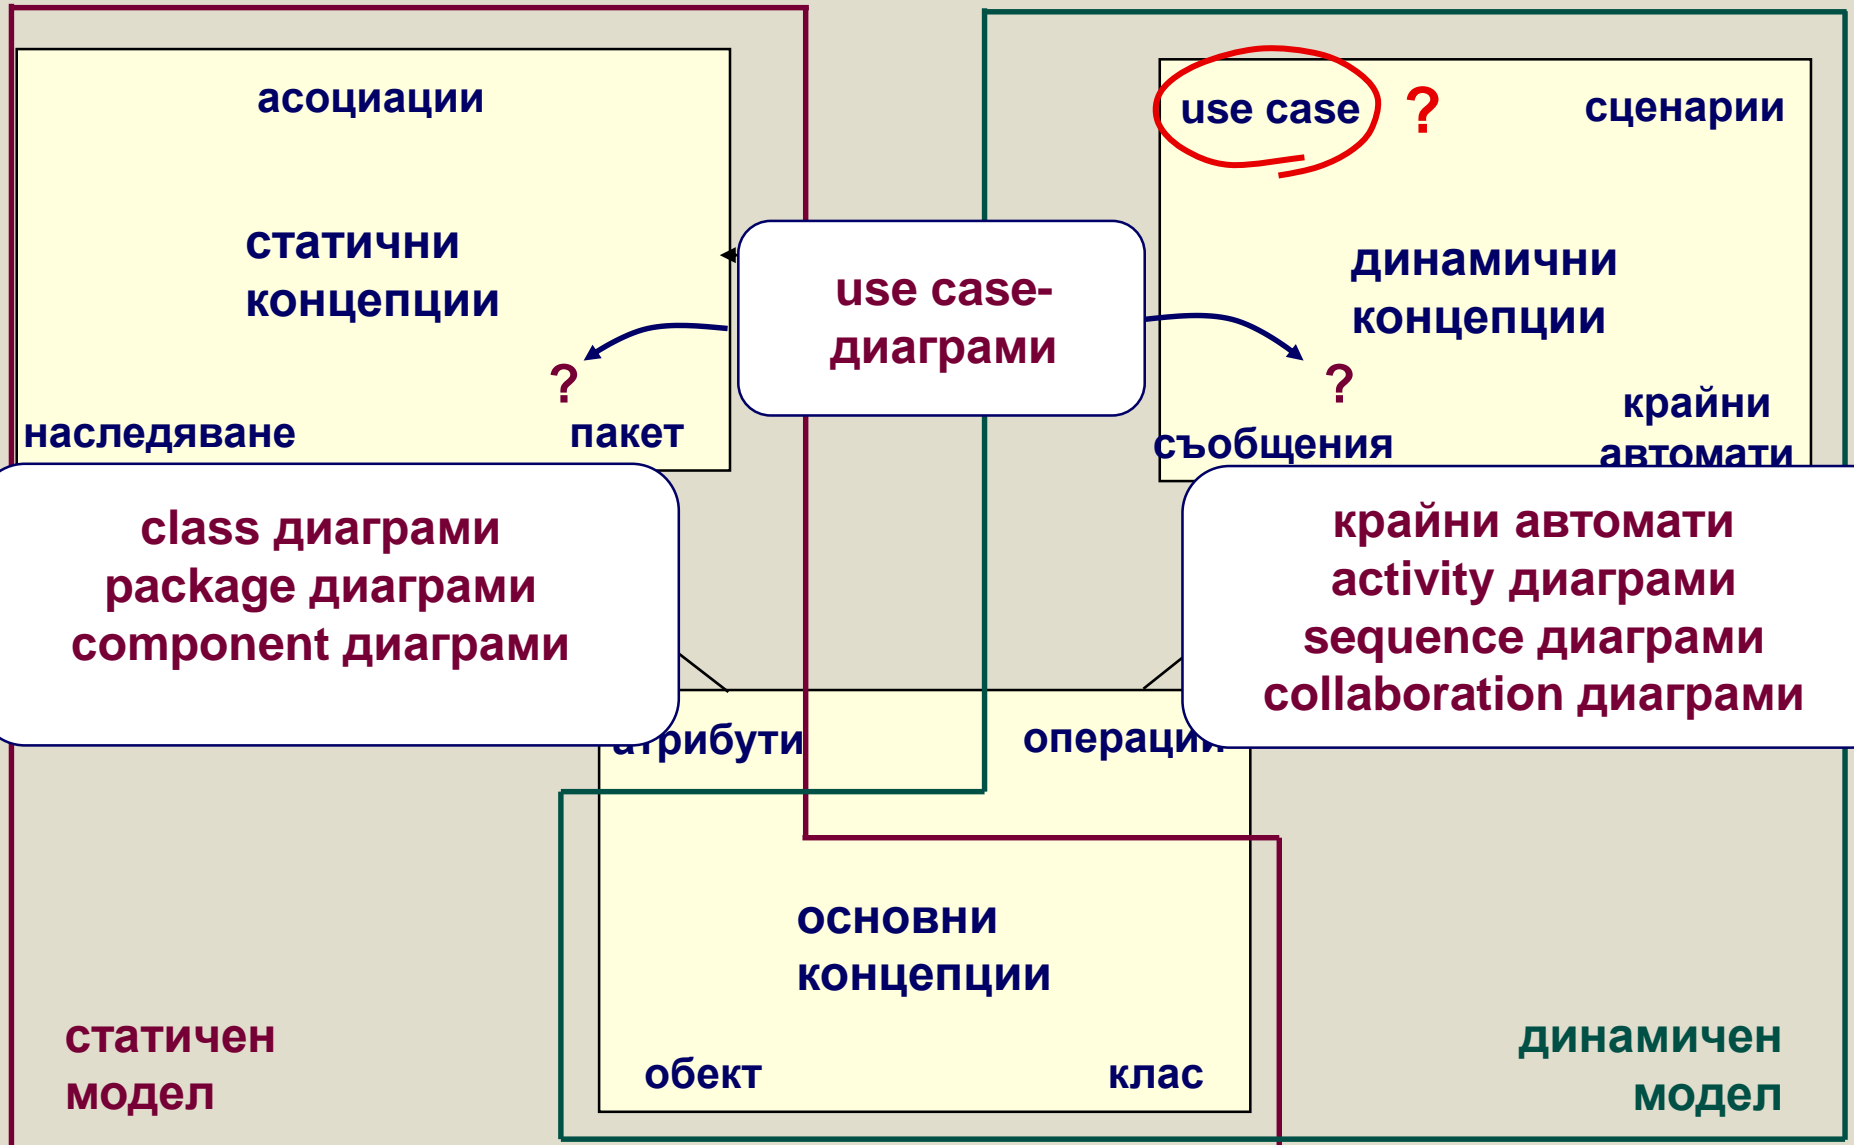 асоциации
статични
концепции
?
наследяване
пакет
use case
?
сценарии
динамични
концепции
?
съобщения
крайни
автомати
use case-
диаграми
class диаграми
package диаграми
component диаграми
крайни автомати
activity диаграми
sequence диаграми
collaboration диаграми
атрибути
операции
основни
концепции
обект
клас
статичен
модел
динамичен
модел